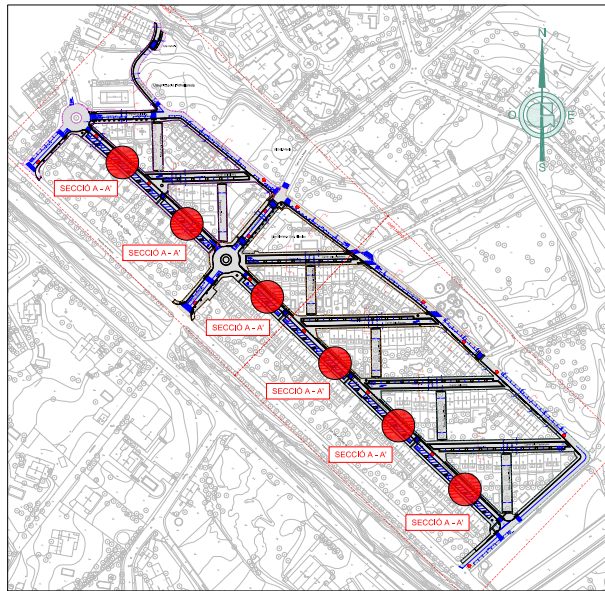 N
O
E
S
SECCIÓ A - A'
SECCIÓ A - A'
SECCIÓ A - A'
SECCIÓ A - A'
SECCIÓ A - A'
SECCIÓ A - A'